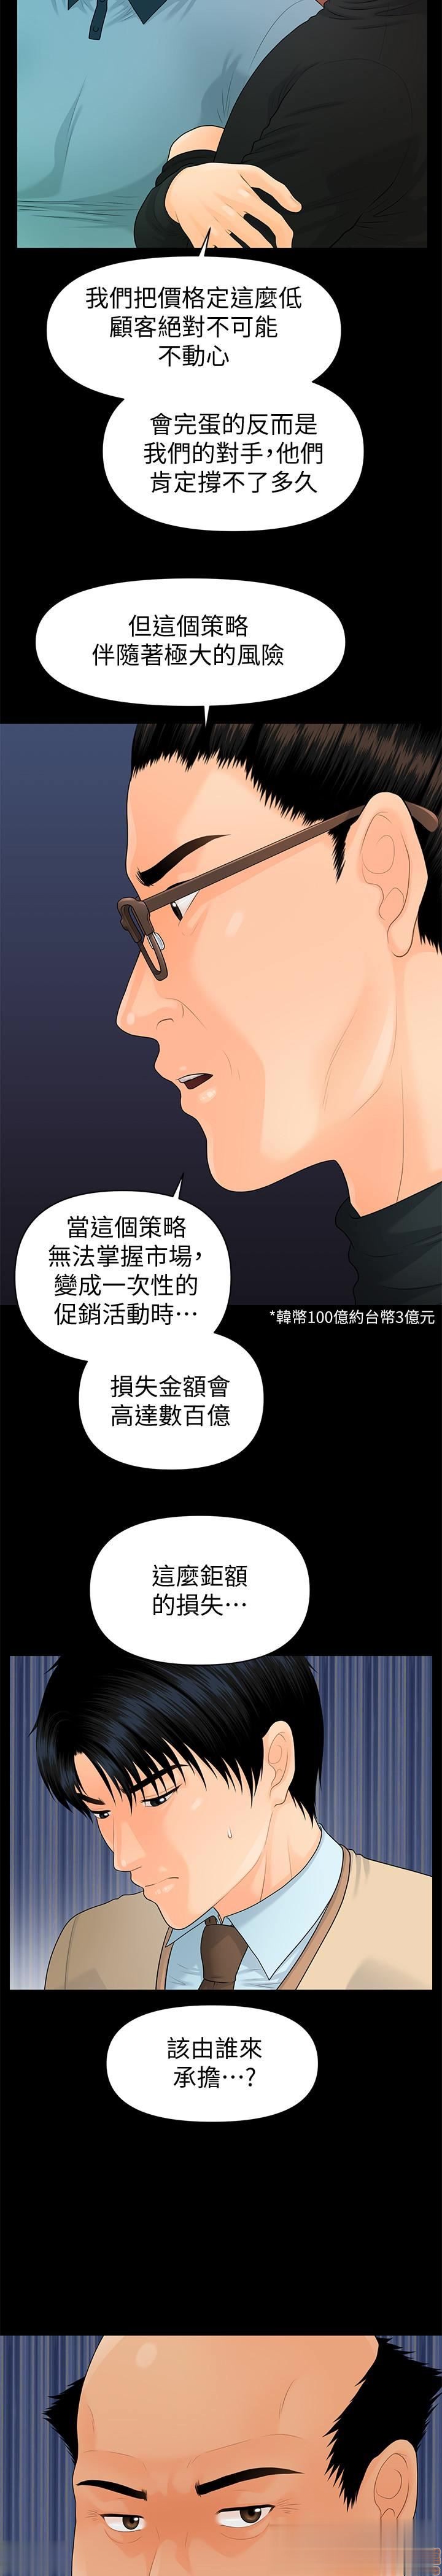 我們把價格定這麼低
顧客絕對不可能
不動心
會完蛋的反而是
我們的對手，他們
肯定撐不了多久
但這個策略
伴隨著極大的風險
當這個策略
無法掌握市場，
變成一次性的
促銷活動時…
*韓幣100億約台幣3億元
損失金額會
高達數百億
這麼鉅額
的損失…
該由誰來
承擔…？